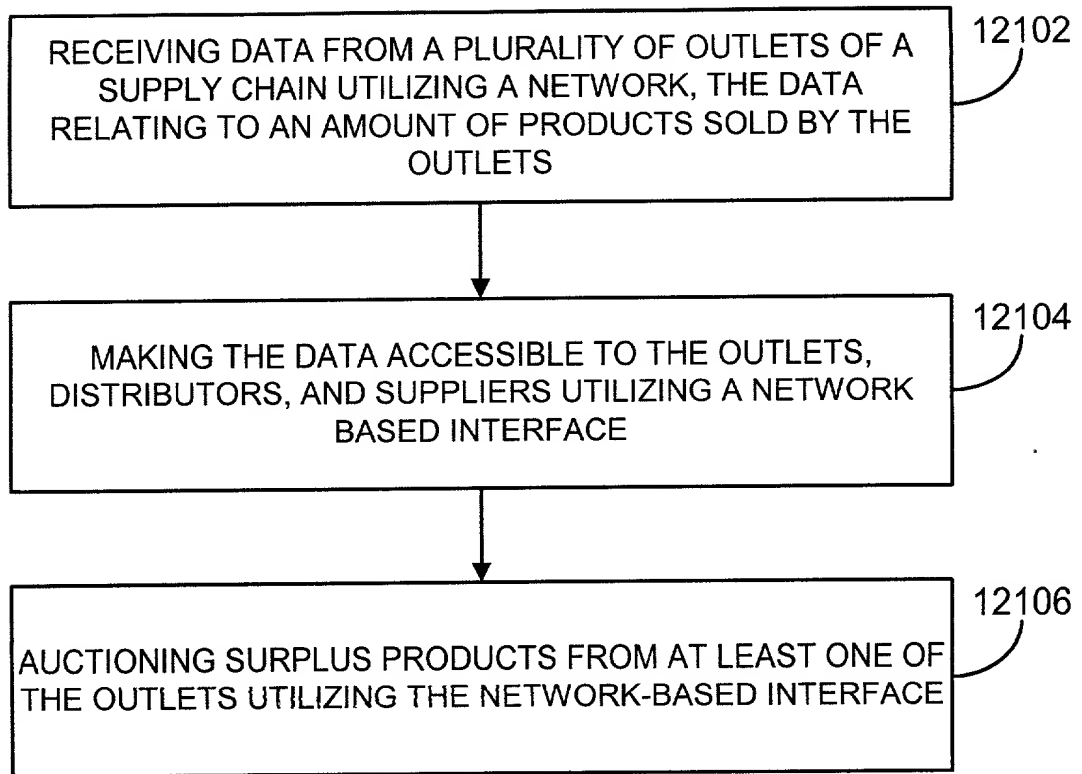 12102
RECEIVING DATA FROM A PLURALITY OF OUTLETS OF A
SUPPLY CHAIN UTILIZING A NETWORK, THE DATA
RELATING TO AN AMOUNT OF PRODUCTS SOLD BY THE
OUTLETS
12104
MAKING THE DATA ACCESSIBLE TO THE OUTLETS,
DISTRIBUTORS, AND SUPPLIERS UTILIZING A NETWORK
BASED INTERFACE
12106
AUCTIONING SURPLUS PRODUCTS FROM AT LEAST ONE OF
THE OUTLETS UTILIZING THE NETWORK-BASED INTERFACE